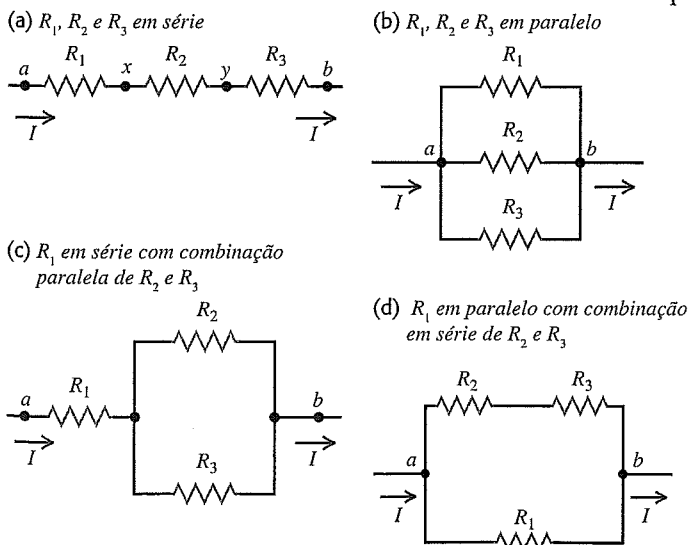 (a) R₁, R₂ e R₃ em série
a R₁ x R₂ y R₃ b
I I
(b) R₁, R₂ e R₃ em paralelo
R₁
a R₂ b
I R₃ I
(c) R₁ em série com combinação
paralela de R₂ e R₃
R₂
a R₁ b
I I
R₃
(d) R₁ em paralelo com combinação
em série de R₂ e R₃
R₂ R₃
a b
I R₁ I